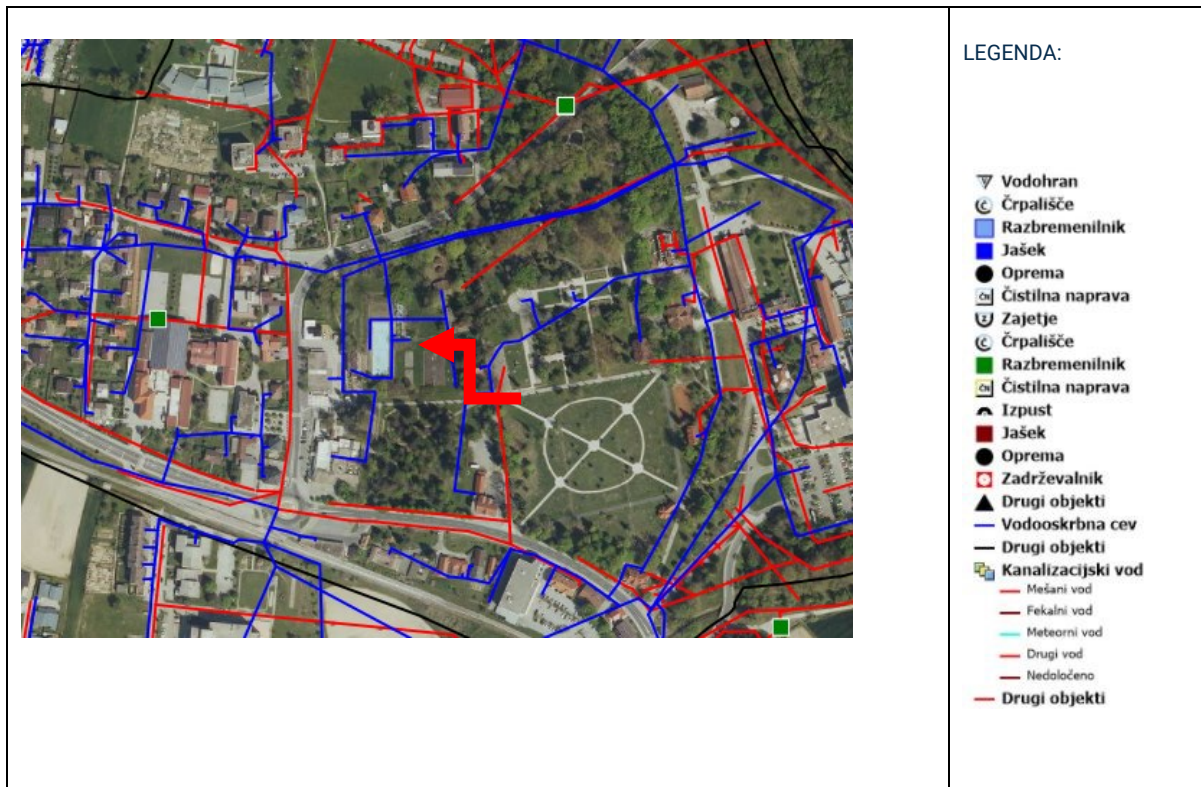 LEGENDA:
Vodohran
Črpališče
Razbremenilnik
Jašek
Oprema
Čistilna naprava
Zajetje
Črpališče
Razbremenilnik
Čistilna naprava
Izpust
Jašek
Oprema
Zadrževalnik
Drugi objekti
Vodooskrbna cev
Drugi objekti
Kanalizacijski vod
Mešani vod
Fekalni vod
Meteorni vod
Drugi vod
Nedoločeno
Drugi objekti